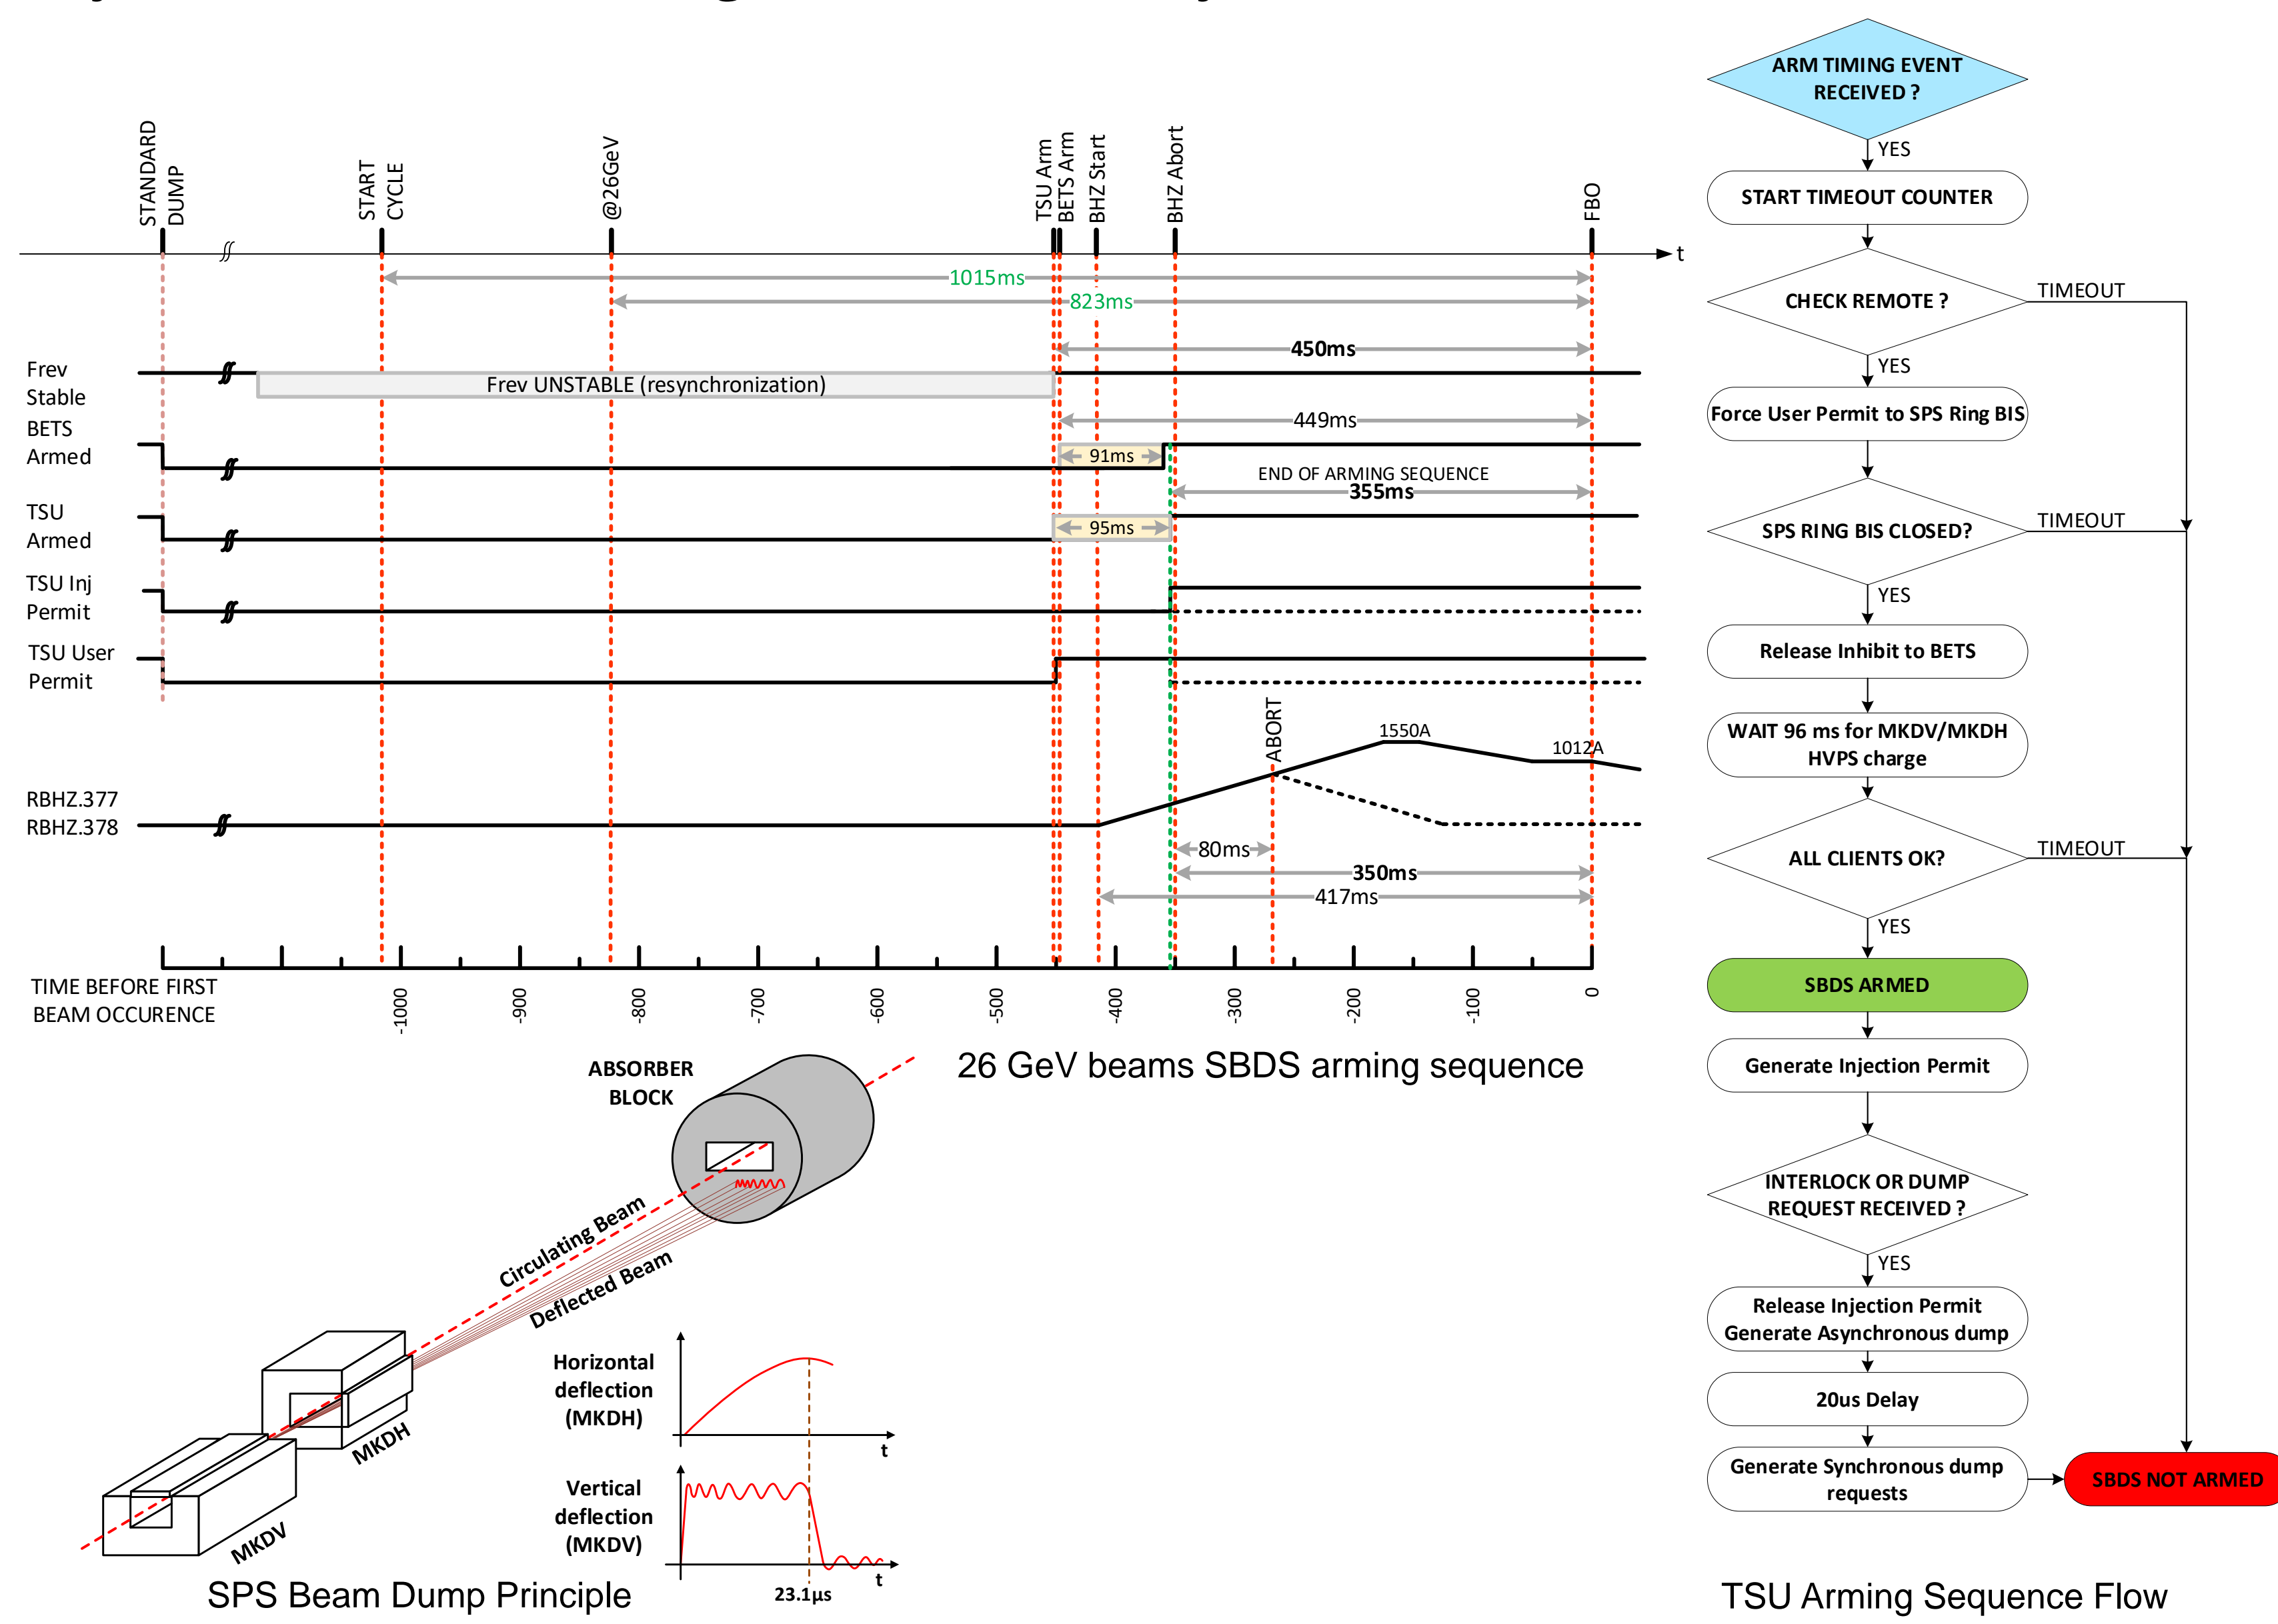 STANDARD
DUMP
START
CYCLE
@26GeV
TSU Arm
BETS Arm
BHZ Start
BHZ Abort
FBO
t
1015ms
823ms
450ms
Frev
Stable
Frev UNSTABLE (resynchronization)
449ms
BETS
Armed
91ms
END OF ARMING SEQUENCE
355ms
TSU
Armed
95ms
TSU Inj
Permit
TSU User
Permit
ABORT
1550A
1012A
RBHZ.377
RBHZ.378
80ms
350ms
417ms
TIME BEFORE FIRST
BEAM OCCURENCE
-1000
-900
-800
-700
-600
-500
-400
-300
-200
-100
0
26 GeV beams SBDS arming sequence
ABSORBER
BLOCK
Circulating Beam
Deflected Beam
MKDH
MKDV
Horizontal
deflection
(MKDH)
t
Vertical
deflection
(MKDV)
t
23.1µs
SPS Beam Dump Principle
ARM TIMING EVENT
RECEIVED ?
YES
START TIMEOUT COUNTER
CHECK REMOTE ?
TIMEOUT
YES
Force User Permit to SPS Ring BIS
SPS RING BIS CLOSED?
TIMEOUT
YES
Release Inhibit to BETS
WAIT 96 ms for MKDV/MKDH
HVPS charge
ALL CLIENTS OK?
TIMEOUT
YES
SBDS ARMED
Generate Injection Permit
INTERLOCK OR DUMP
REQUEST RECEIVED ?
YES
Release Injection Permit
Generate Asynchronous dump
20us Delay
Generate Synchronous dump
requests
SBDS NOT ARMED
TSU Arming Sequence Flow